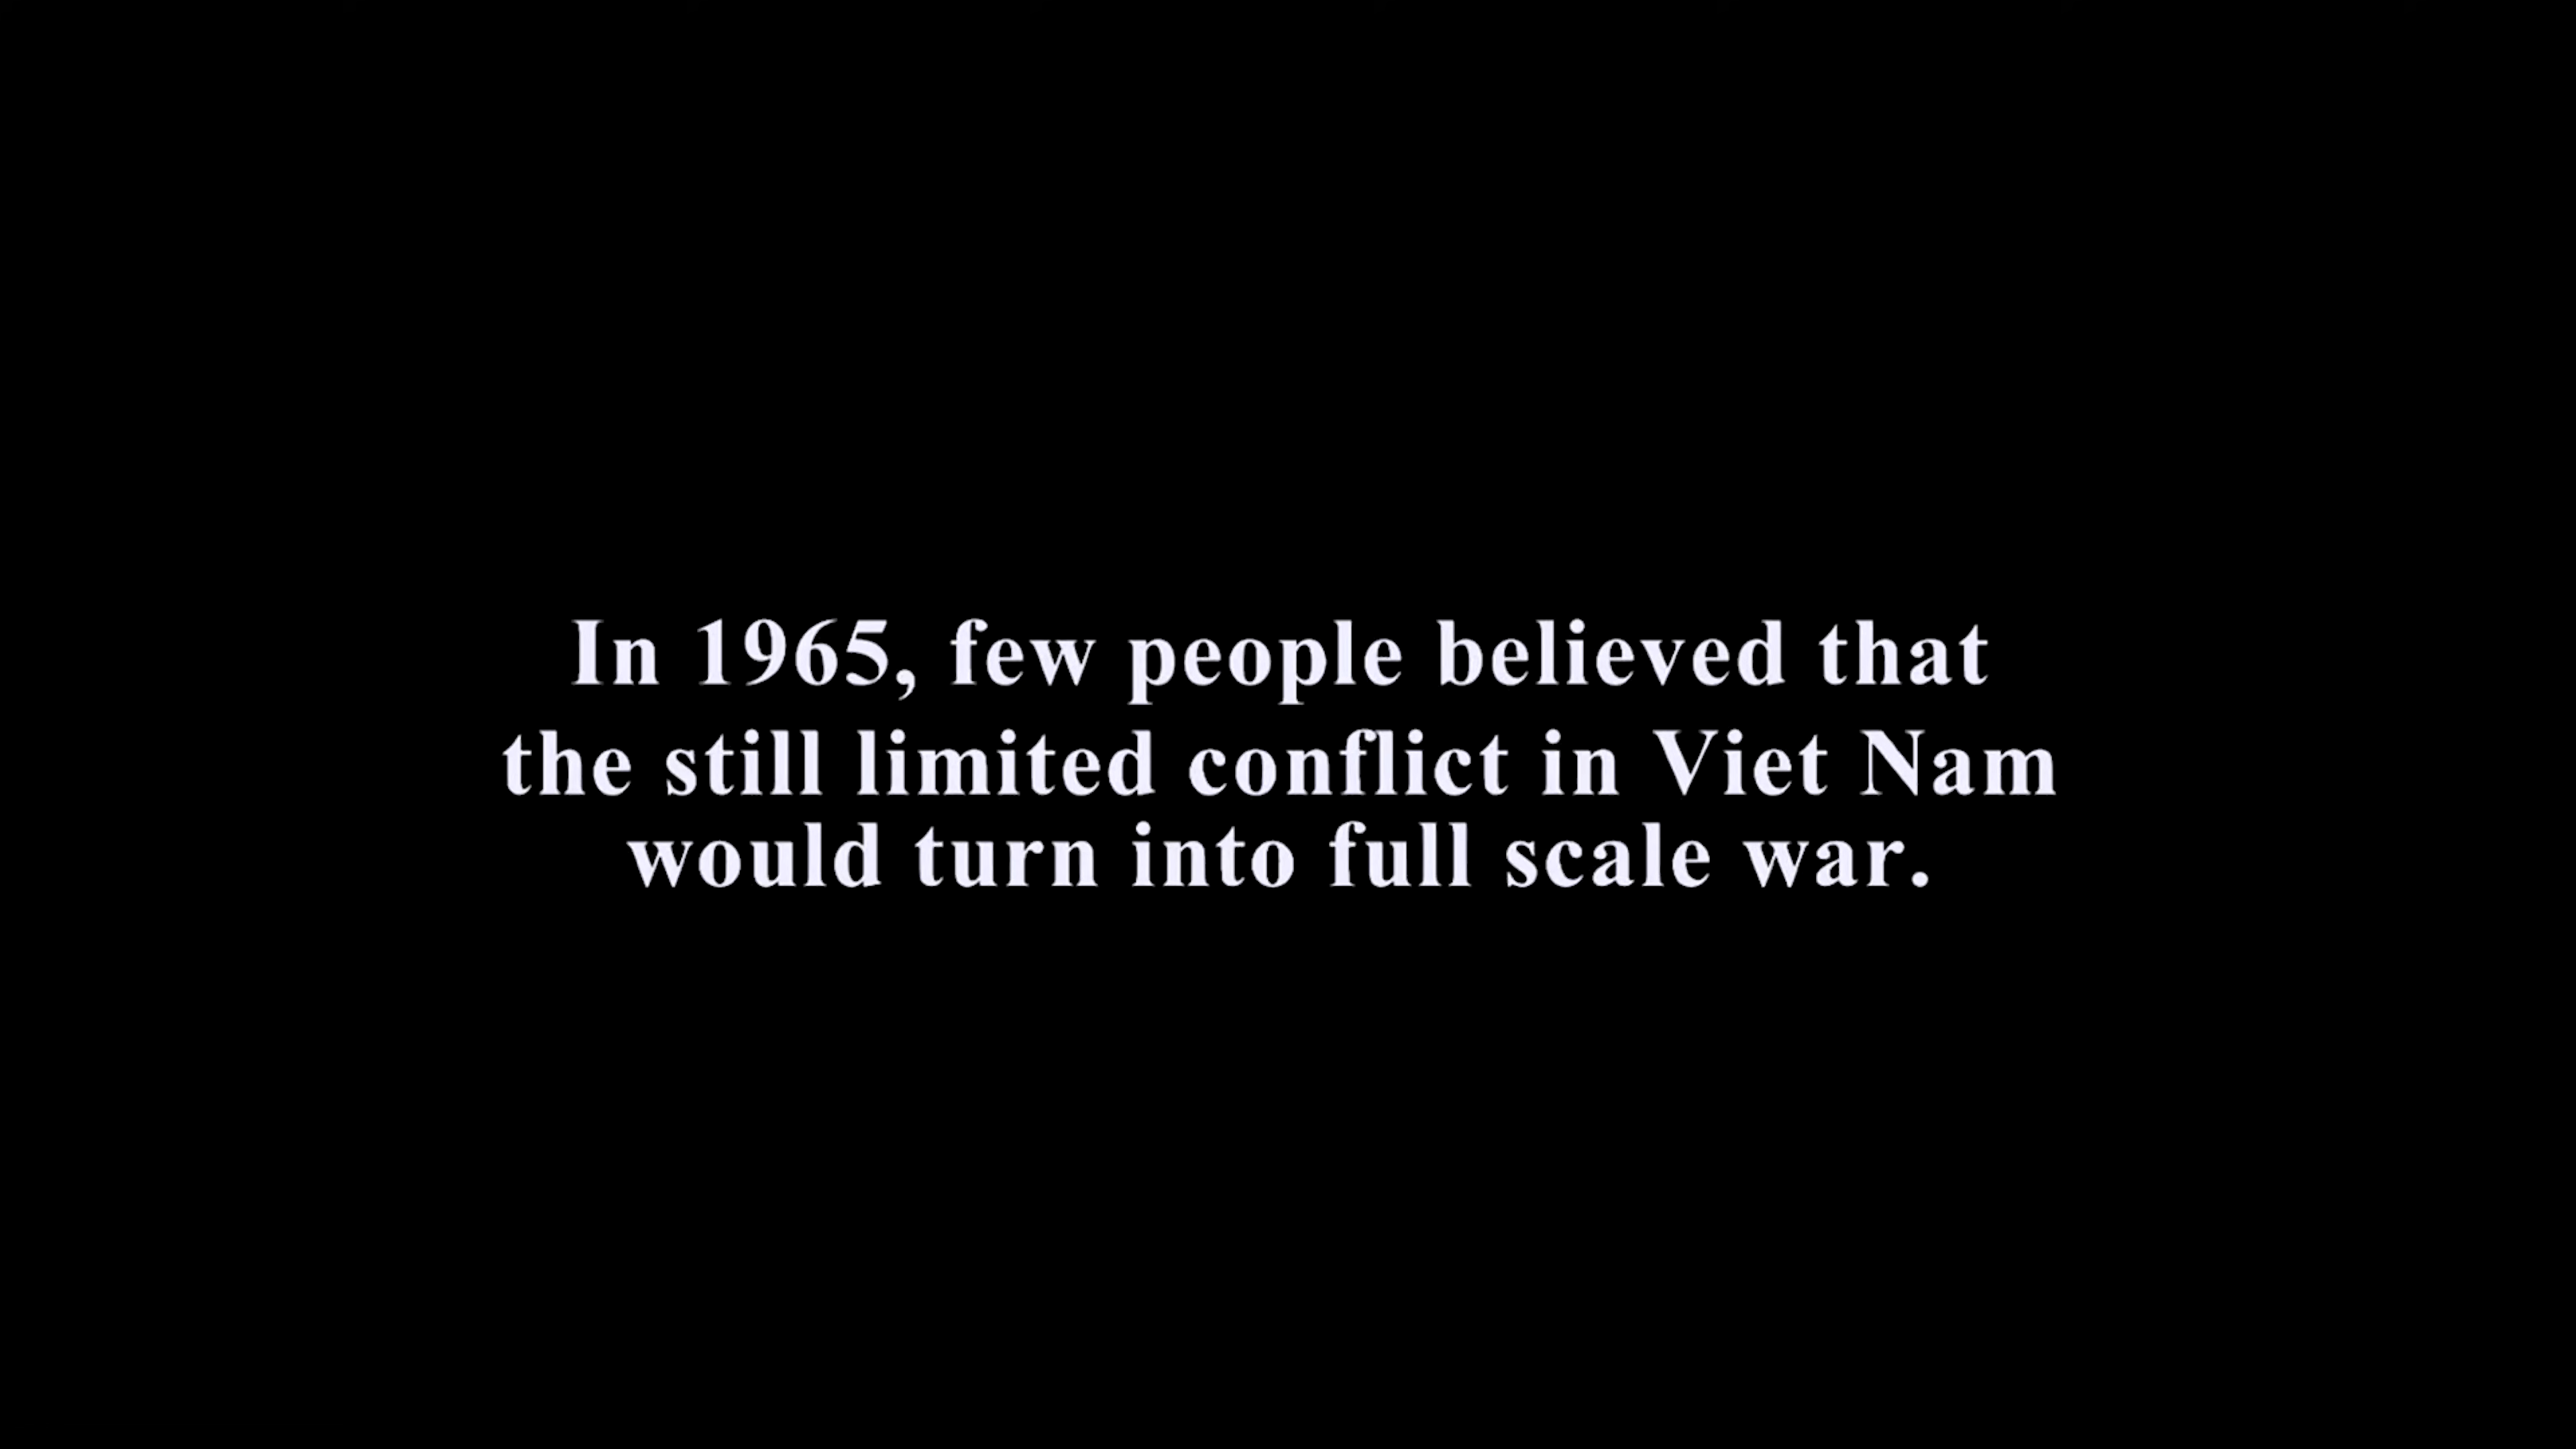 In 1965, few people believed that
the still limited conflict in Viet Nam
would turn into full scale war.